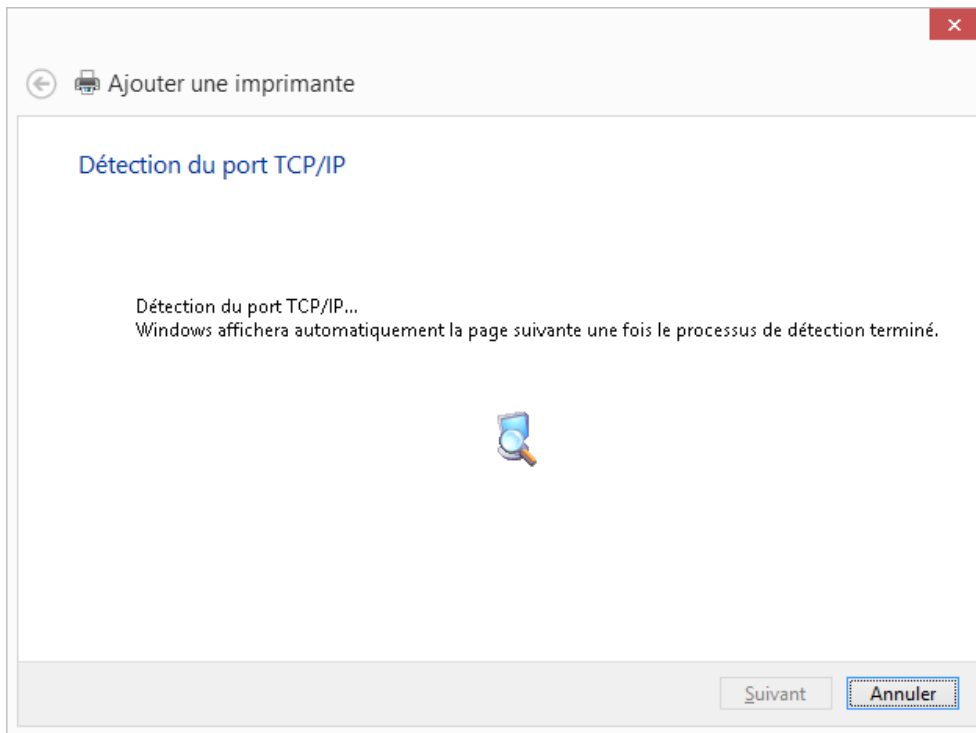 Ajouter une imprimante
Détection du port TCP/IP
Détection du port TCP/IP...
Windows affichera automatiquement la page suivante une fois le processus de détection terminé.
Suivant
Annuler